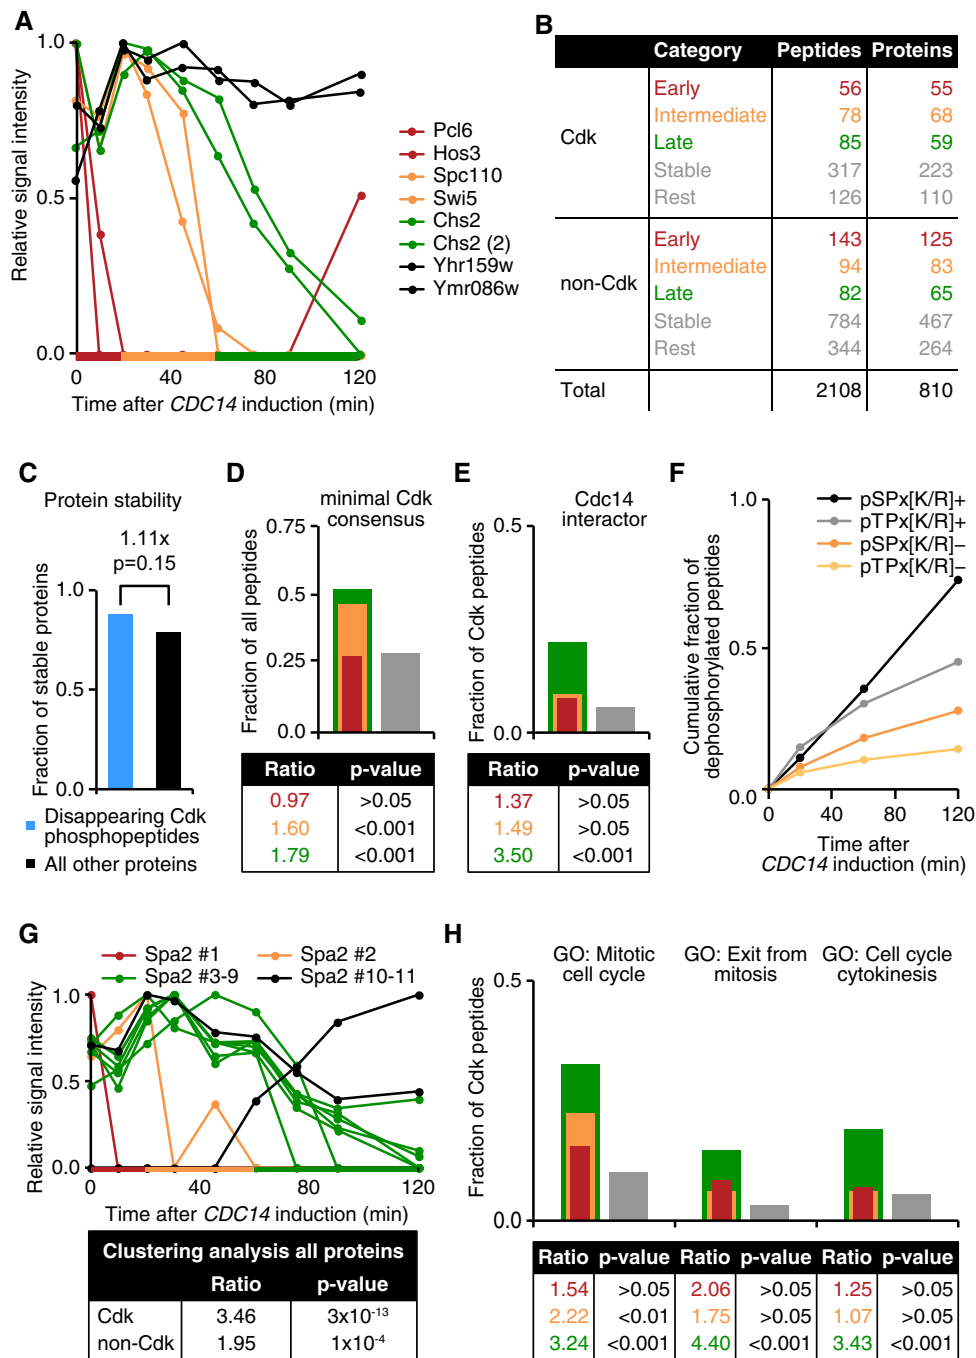 A
Relative signal intensity
1.0
0.5
0.0
0 40 80 120
Time after CDC14 induction (min)
Pcl6
Hos3
Spc110
Swi5
Chs2
Chs2 (2)
Yhr159w
Ymr086w
B
Category Peptides Proteins
Cdk
Early 56 55
Intermediate 78 68
Late 85 59
Stable 317 223
Rest 126 110
non-Cdk
Early 143 125
Intermediate 94 83
Late 82 65
Stable 784 467
Rest 344 264
Total 2108 810
C
Protein stability
1.11x
p=0.15
Fraction of stable proteins
1.0
0.5
0.0
Disappearing Cdk
phosphopeptides
All other proteins
D
minimal Cdk
consensus
Fraction of all peptides
0.75
0.5
0.25
0.0
Ratio p-value
0.97 >0.05
1.60 <0.001
1.79 <0.001
E
Cdc14
interactor
Fraction of Cdk peptides
0.5
0.0
Ratio p-value
1.37 >0.05
1.49 >0.05
3.50 <0.001
F
Cumulative fraction of
dephosphorylated peptides
1.0
0.5
0.0
pSPx[K/R]+
pTPx[K/R]+
pSPx[K/R]–
pTPx[K/R]–
0 40 80 120
Time after
CDC14 induction (min)
G
Spa2 #1
Spa2 #2
Spa2 #3-9
Spa2 #10-11
Relative signal intensity
1.0
0.5
0.0
0 40 80 120
Time after CDC14 induction (min)
Clustering analysis all proteins
Ratio p-value
Cdk 3.46 3x10⁻¹³
non-Cdk 1.95 1x10⁻⁴
H
GO: Mitotic
cell cycle
GO: Exit from
mitosis
GO: Cell cycle
cytokinesis
Fraction of Cdk peptides
0.5
0.0
Ratio p-value Ratio p-value Ratio p-value
1.54 >0.05 2.06 >0.05 1.25 >0.05
2.22 <0.01 1.75 >0.05 1.07 >0.05
3.24 <0.001 4.40 <0.001 3.43 <0.001